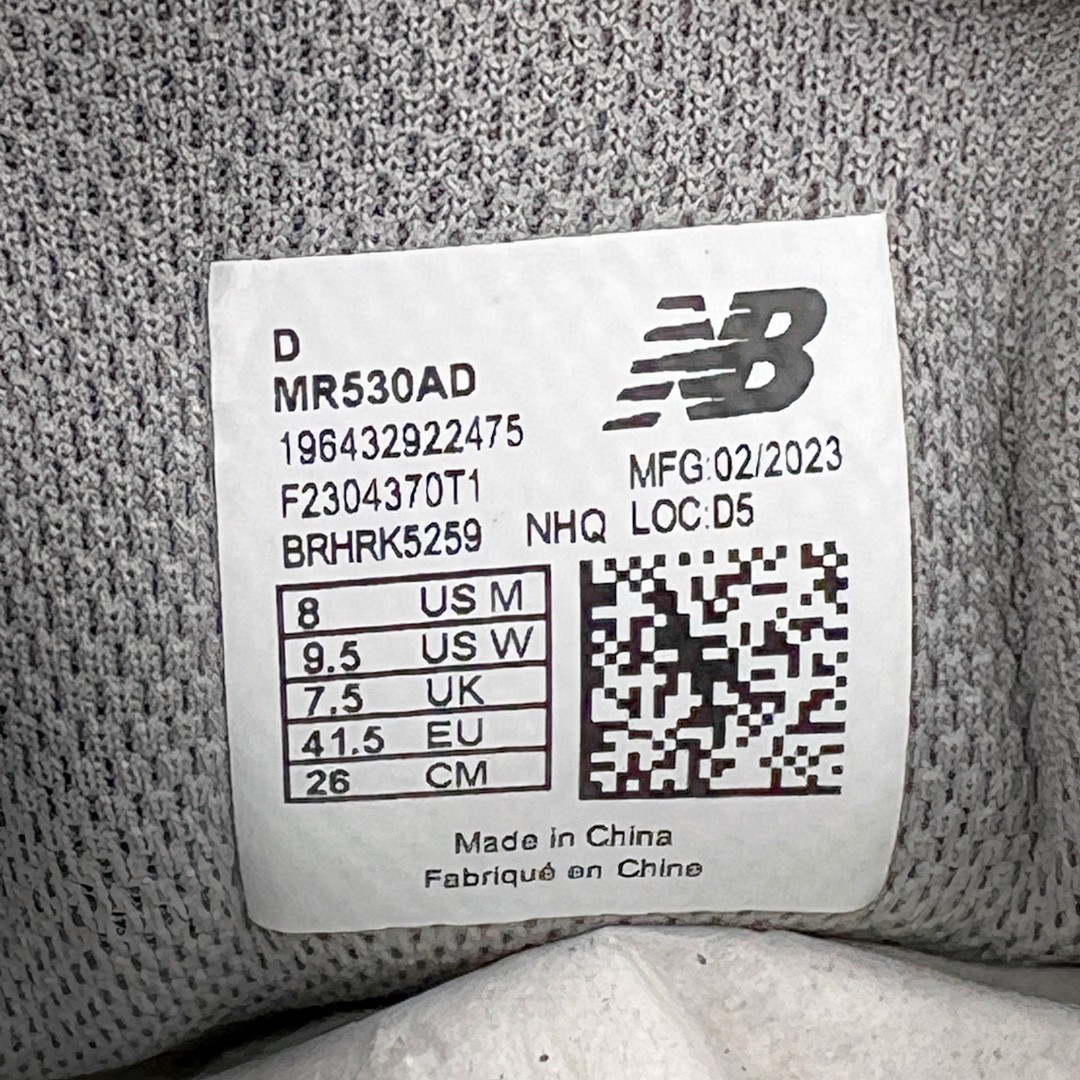 D
MR530AD
196432922475
F2304370T1
BRHRK5259 NHQ
NB
MFG:02/2023
LOC:D5
8 US M
9.5 US W
7.5 UK
41.5 EU
26 CM
Made in China
Fabriqué en Chine